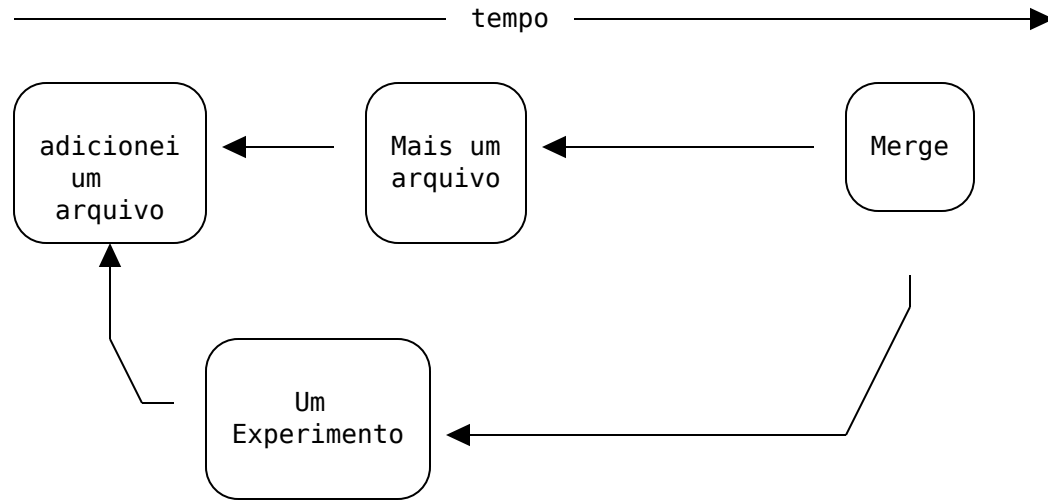 tempo
adicionei
um
arquivo
Mais um
arquivo
Merge
Um
Experimento